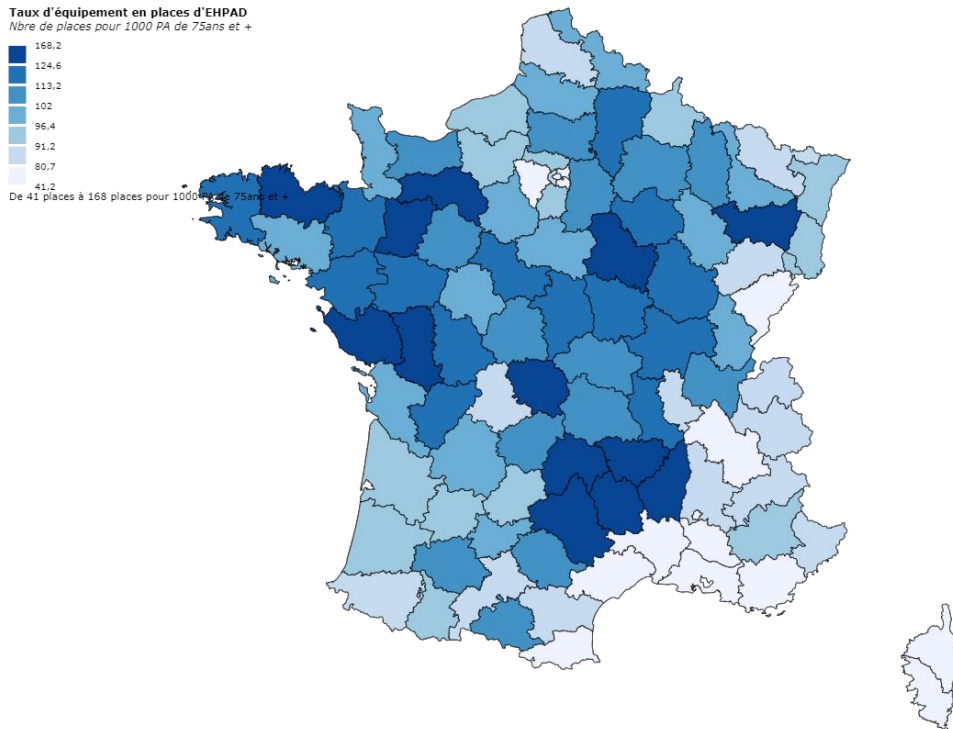 Taux d'équipement en places d'EHPAD
Nbre de places pour 1000 PA de 75ans et +
168,2
124,6
113,2
102
96,4
91,2
80,7
41,2
De 41 places à 168 places pour 1000 PA de 75ans et +